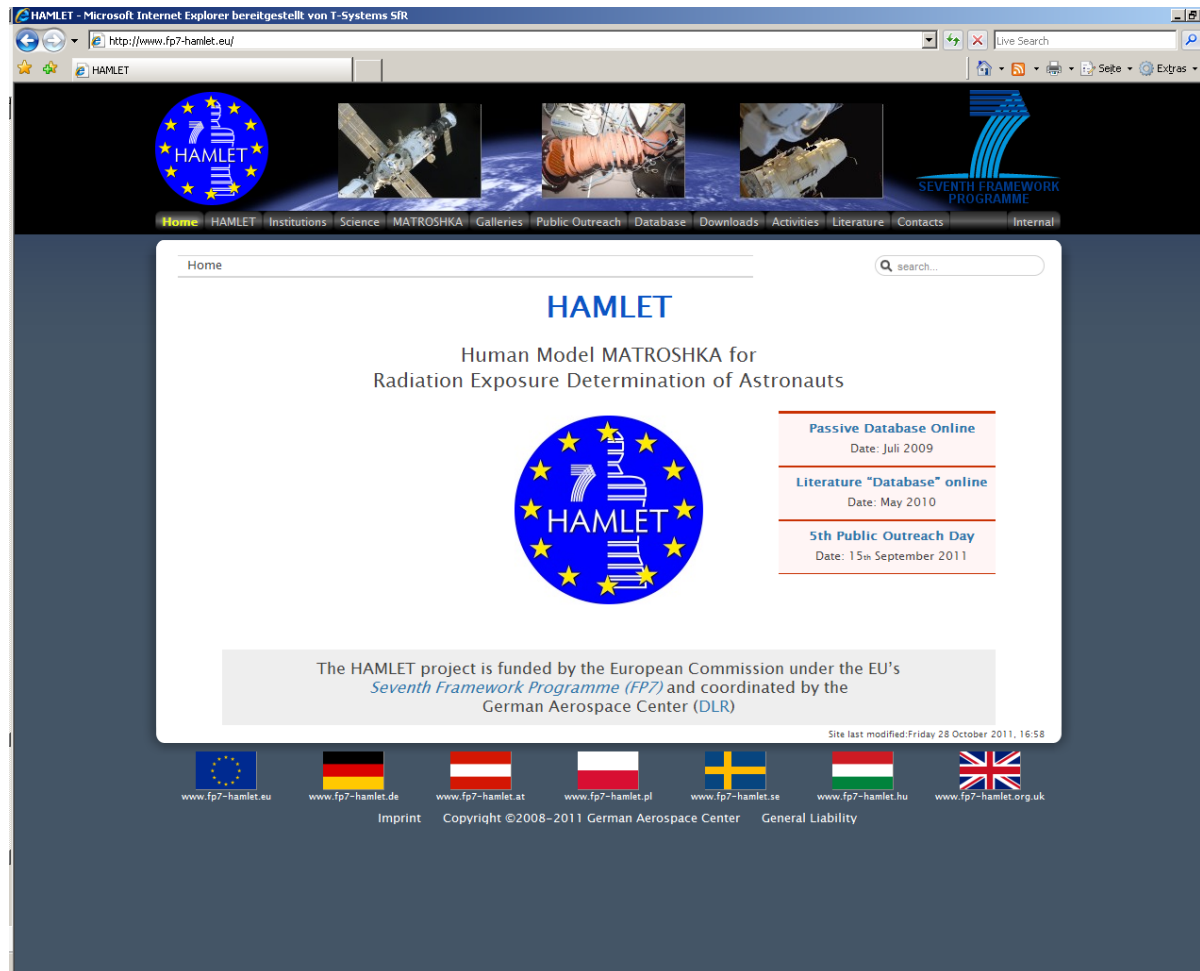 HAMLET - Microsoft Internet Explorer bereitgestellt von T-Systems SfR
http://www.fp7-hamlet.eu/
Live Search
HAMLET
Seite
Extras
7
HAMLET
SEVENTH FRAMEWORK
PROGRAMME
Home HAMLET Institutions Science MATROSHKA Galleries Public Outreach Database Downloads Activities Literature Contacts Internal
Home
search...
HAMLET
Human Model MATROSHKA for
Radiation Exposure Determination of Astronauts
7
HAMLET
Passive Database Online
Date: Juli 2009
Literature "Database" online
Date: May 2010
5th Public Outreach Day
Date: 15th September 2011
The HAMLET project is funded by the European Commission under the EU's
Seventh Framework Programme (FP7) and coordinated by the
German Aerospace Center (DLR)
Site last modified:Friday 28 October 2011, 16:58
www.fp7-hamlet.eu www.fp7-hamlet.de www.fp7-hamlet.at www.fp7-hamlet.pl www.fp7-hamlet.se www.fp7-hamlet.hu www.fp7-hamlet.org.uk
Imprint Copyright ©2008-2011 German Aerospace Center General Liability